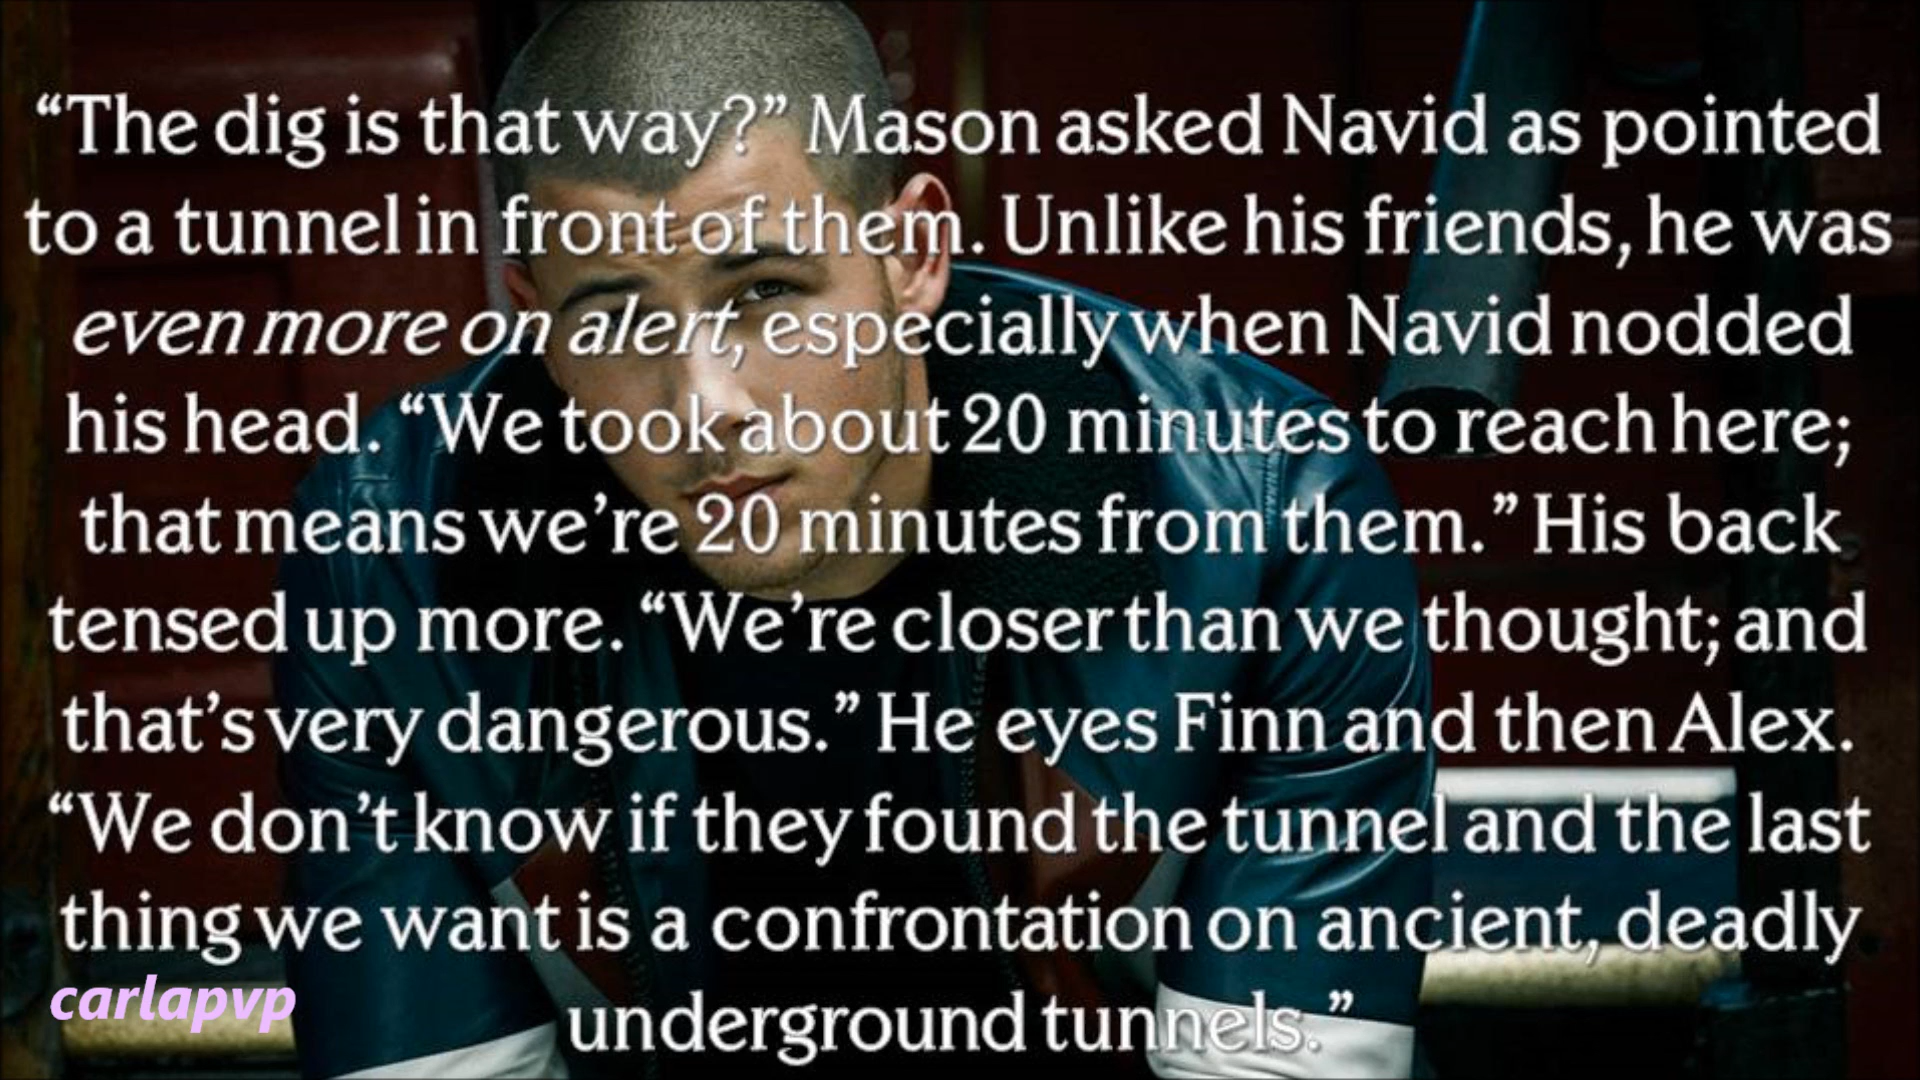 “The dig is that way?” Mason asked Navid as pointed
to a tunnel in front of them. Unlike his friends, he was
even more on alert, especially when Navid nodded
his head. “We took about 20 minutes to reach here;
that means we’re 20 minutes from them.” His back
tensed up more. “We’re closer than we thought; and
that’s very dangerous.” He eyes Finn and then Alex.
“We don’t know if they found the tunnel and the last
thing we want is a confrontation on ancient, deadly
underground tunnels.”
carlapvp